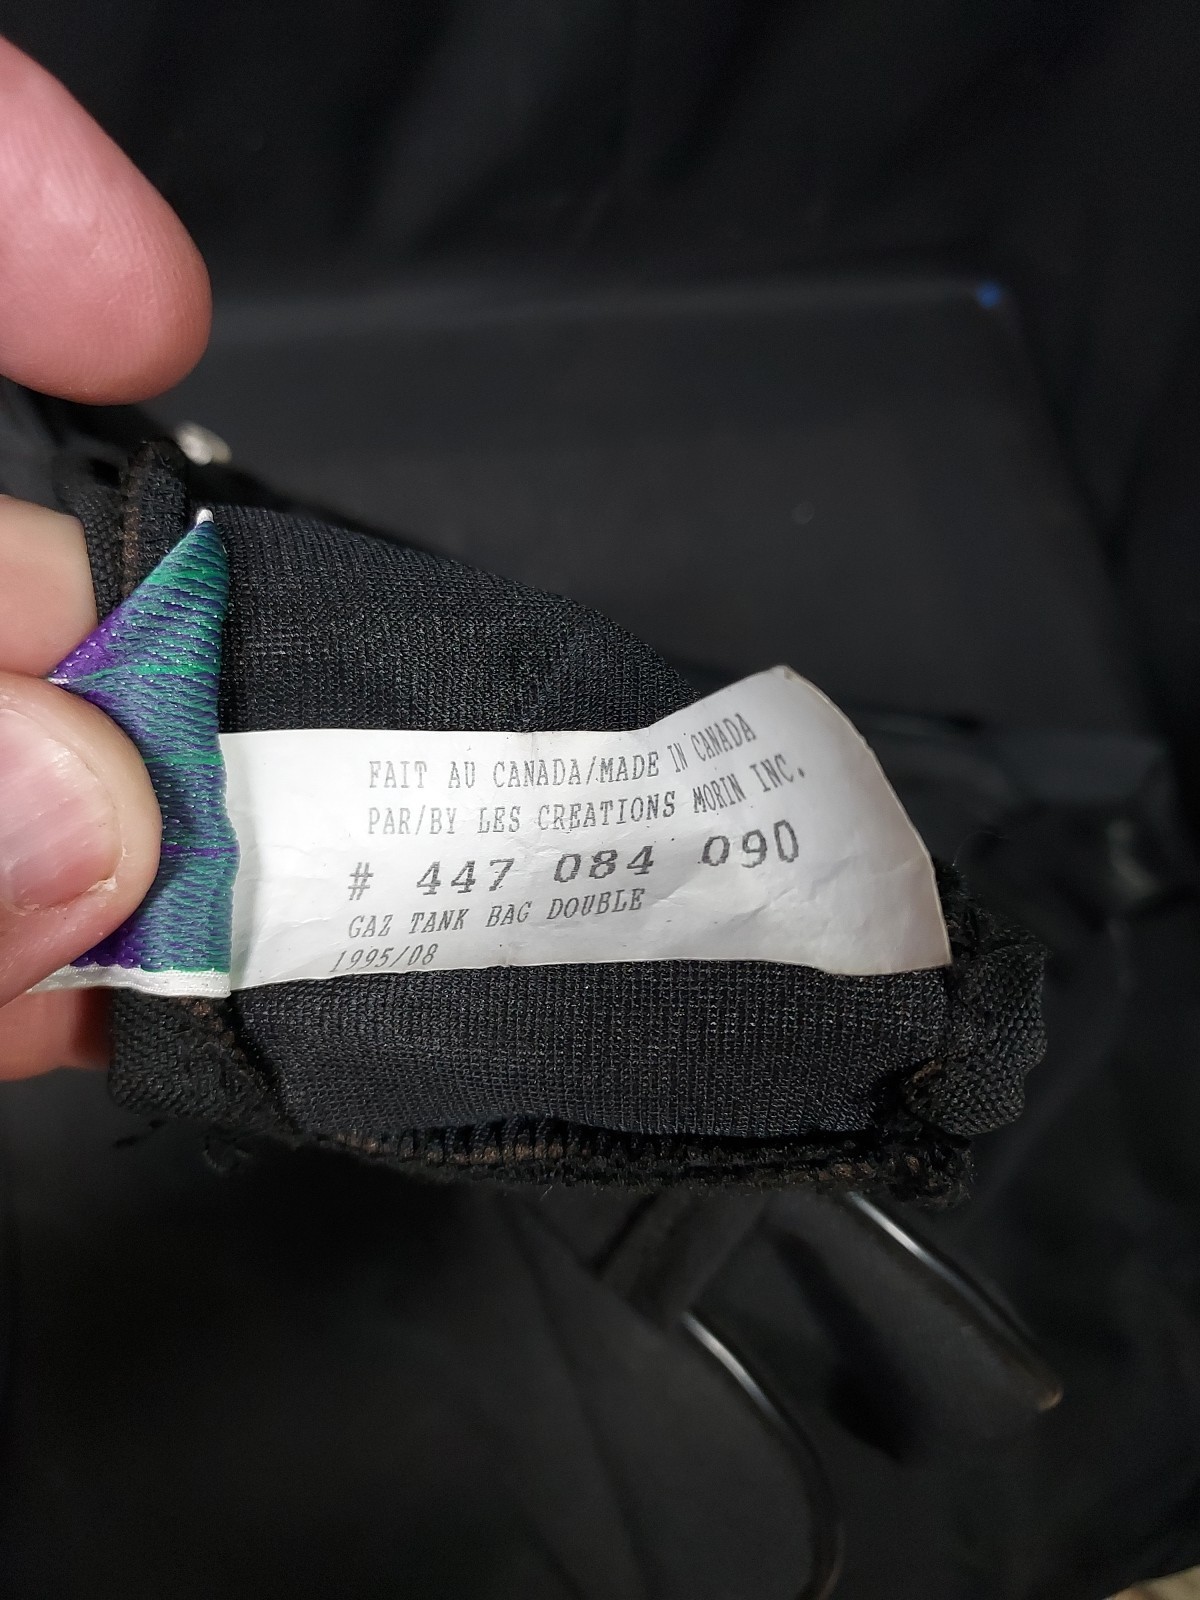 FAIT AU CANADA/MADE IN CANADA
PAR/BY LES CREATIONS MORIN INC.
# 447 084 090
GAZ TANK BAG DOUBLE
1995/08